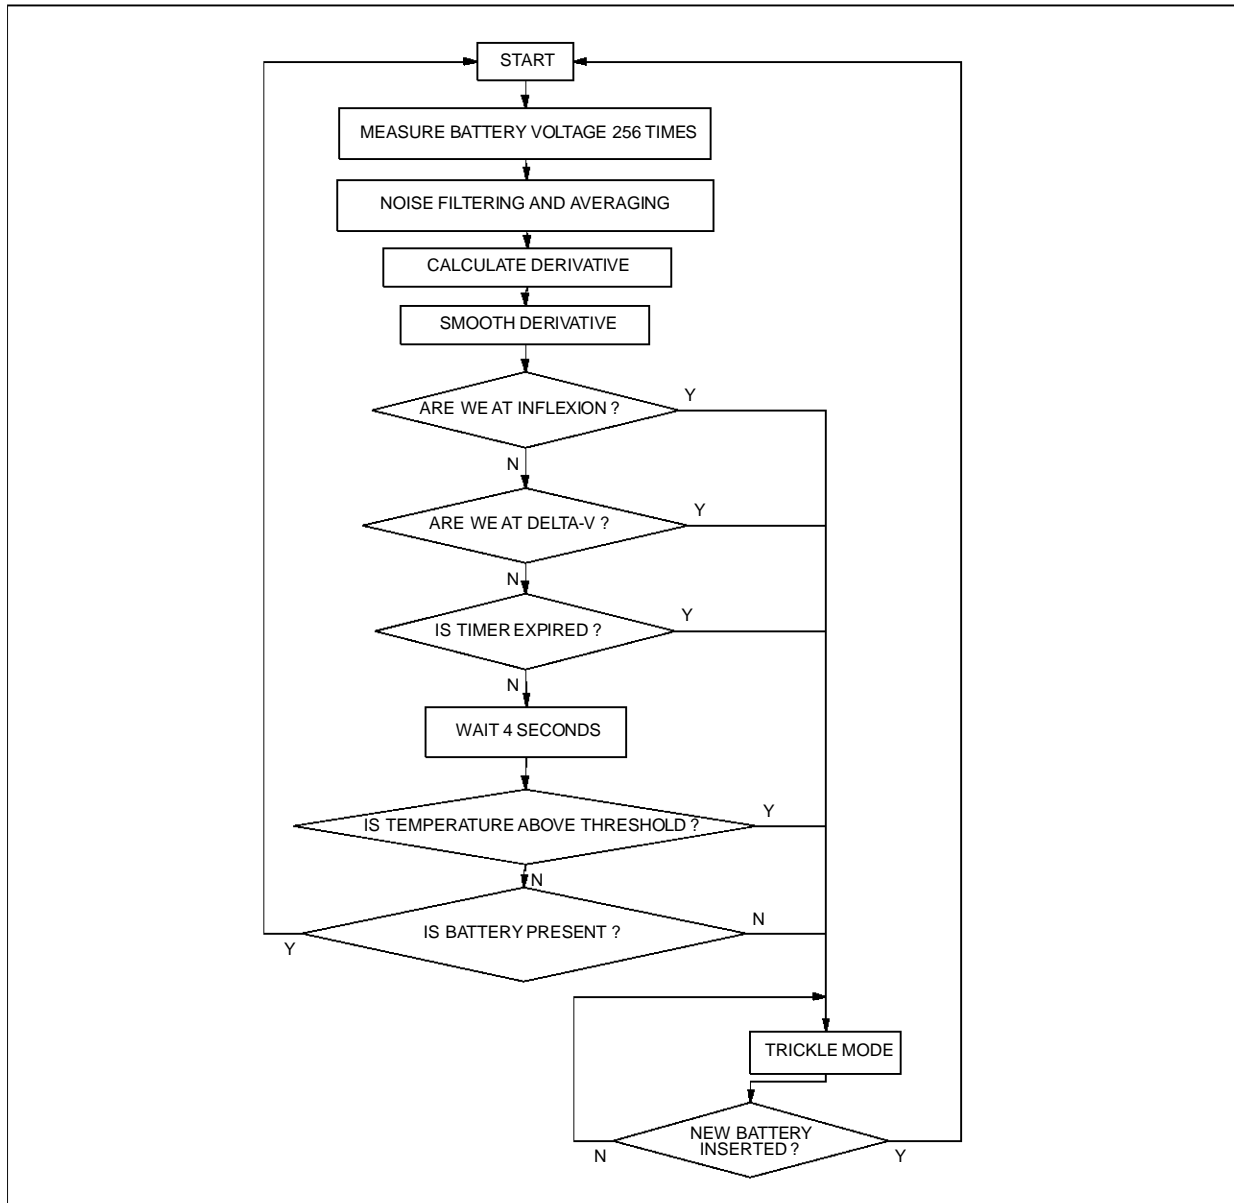 START
MEASURE BATTERY VOLTAGE 256 TIMES
NOISE FILTERING AND AVERAGING
CALCULATE DERIVATIVE
SMOOTH DERIVATIVE
ARE WE AT INFLEXION ?
Y
N
ARE WE AT DELTA-V ?
Y
N
IS TIMER EXPIRED ?
Y
N
WAIT 4 SECONDS
IS TEMPERATURE ABOVE THRESHOLD ?
Y
N
IS BATTERY PRESENT ?
N
Y
TRICKLE MODE
NEW BATTERY
INSERTED ?
N
Y